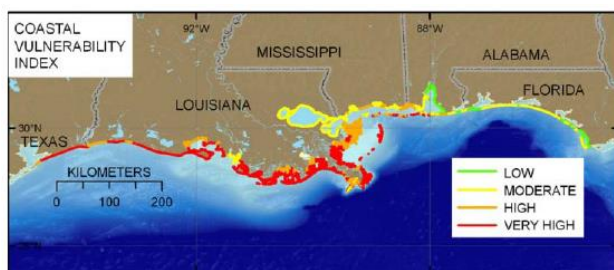 COASTAL
VULNERABILITY
INDEX
92°W
88°W
MISSISSIPPI
ALABAMA
LOUISIANA
FLORIDA
30°N
TEXAS
KILOMETERS
0 50 100 200
LOW
MODERATE
HIGH
VERY HIGH